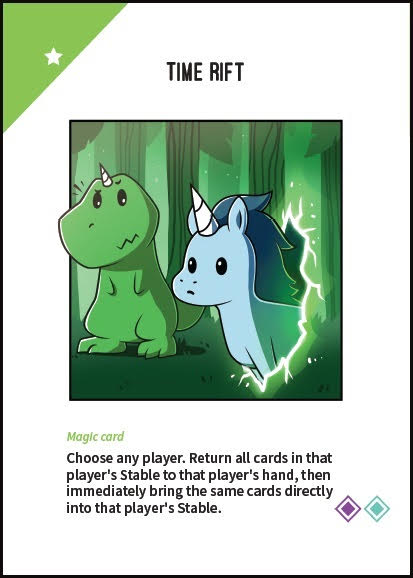 TIME RIFT
Magic card
Choose any player. Return all cards in that
player's Stable to that player's hand, then
immediately bring the same cards directly
into that player's Stable.